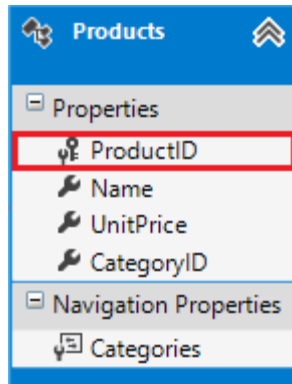 Products
Properties
ProductID
Name
UnitPrice
CategoryID
Navigation Properties
Categories